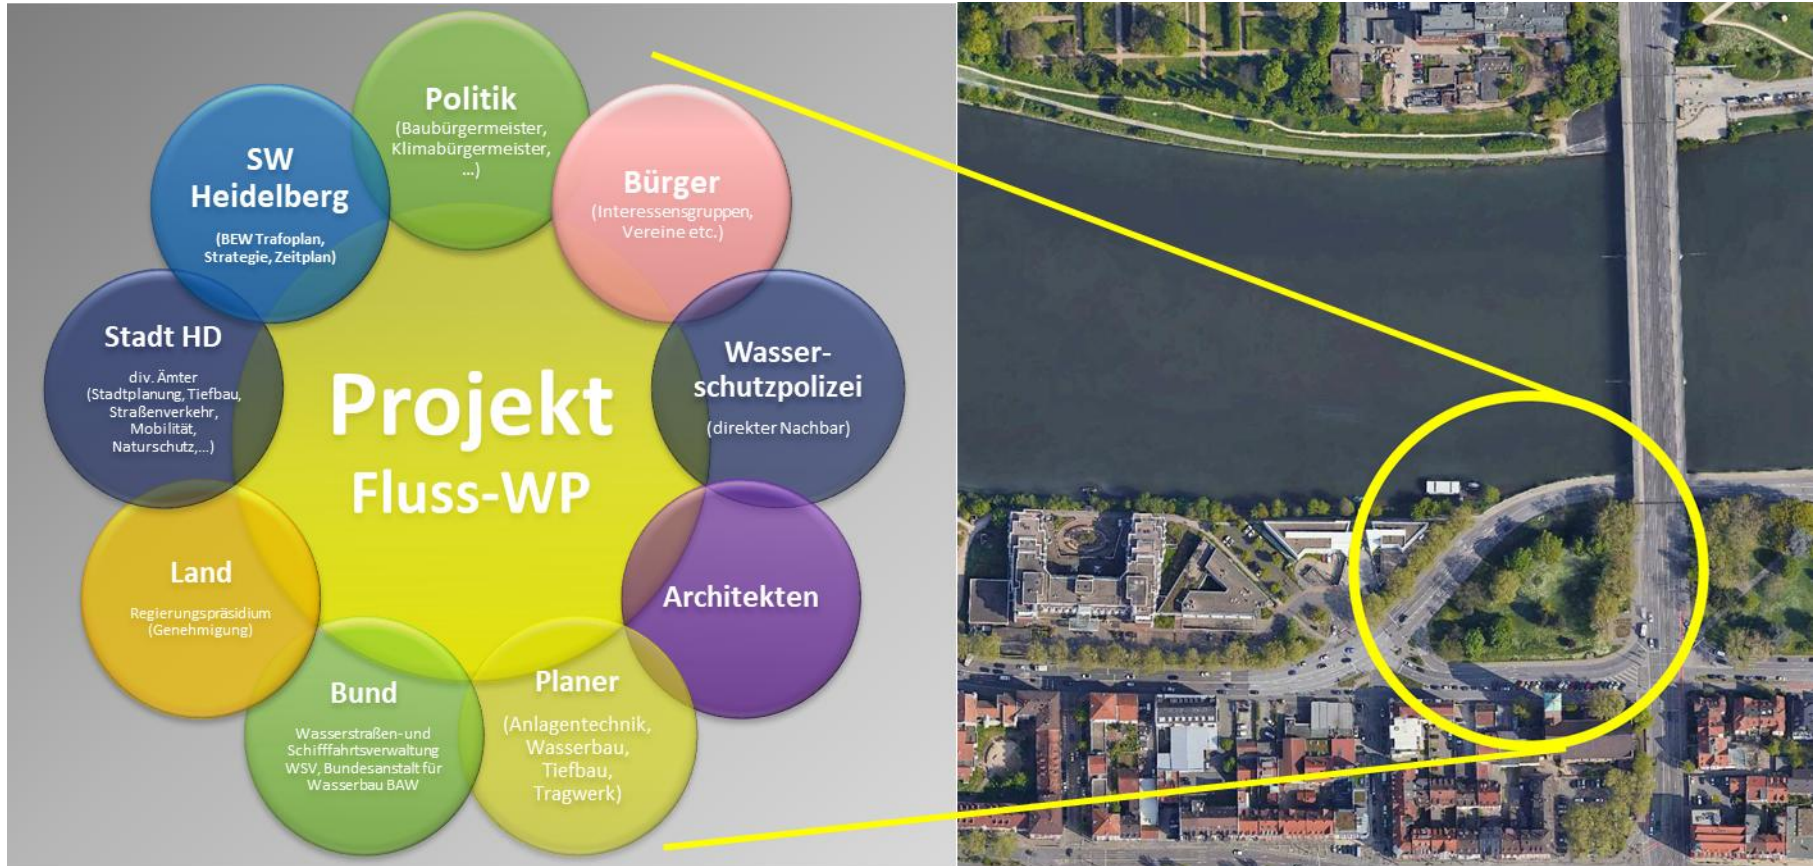 Politik
(Baubürgermeister,
Klimabürgermeister,
...)
SW
Heidelberg
(BEW Trafoplan,
Strategie, Zeitplan)
Bürger
(Interessensgruppen,
Vereine etc.)
Stadt HD
div. Ämter
(Stadtplanung, Tiefbau,
Straßenverkehr,
Mobilität,
Naturschutz,...)
Wasser-
schutzpolizei
(direkter Nachbar)
Projekt
Fluss-WP
Land
Regierungspräsidium
(Genehmigung)
Architekten
Bund
Wasserstraßen-und
Schifffahrtsverwaltung
WSV, Bundesanstalt für
Wasserbau BAW
Planer
(Anlagentechnik,
Wasserbau,
Tiefbau,
Tragwerk)